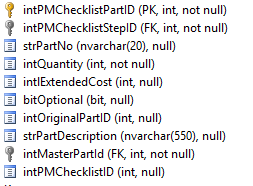 intPMChecklistPartID (PK, int, not null)
intPMChecklistStepID (FK, int, not null)
strPartNo (nvarchar(20), null)
intQuantity (int, not null)
intlExtendedCost (int, null)
bitOptional (bit, null)
intOriginalPartID (int, null)
strPartDescription (nvarchar(550), null)
intMasterPartId (FK, int, not null)
intPMChecklistID (int, null)